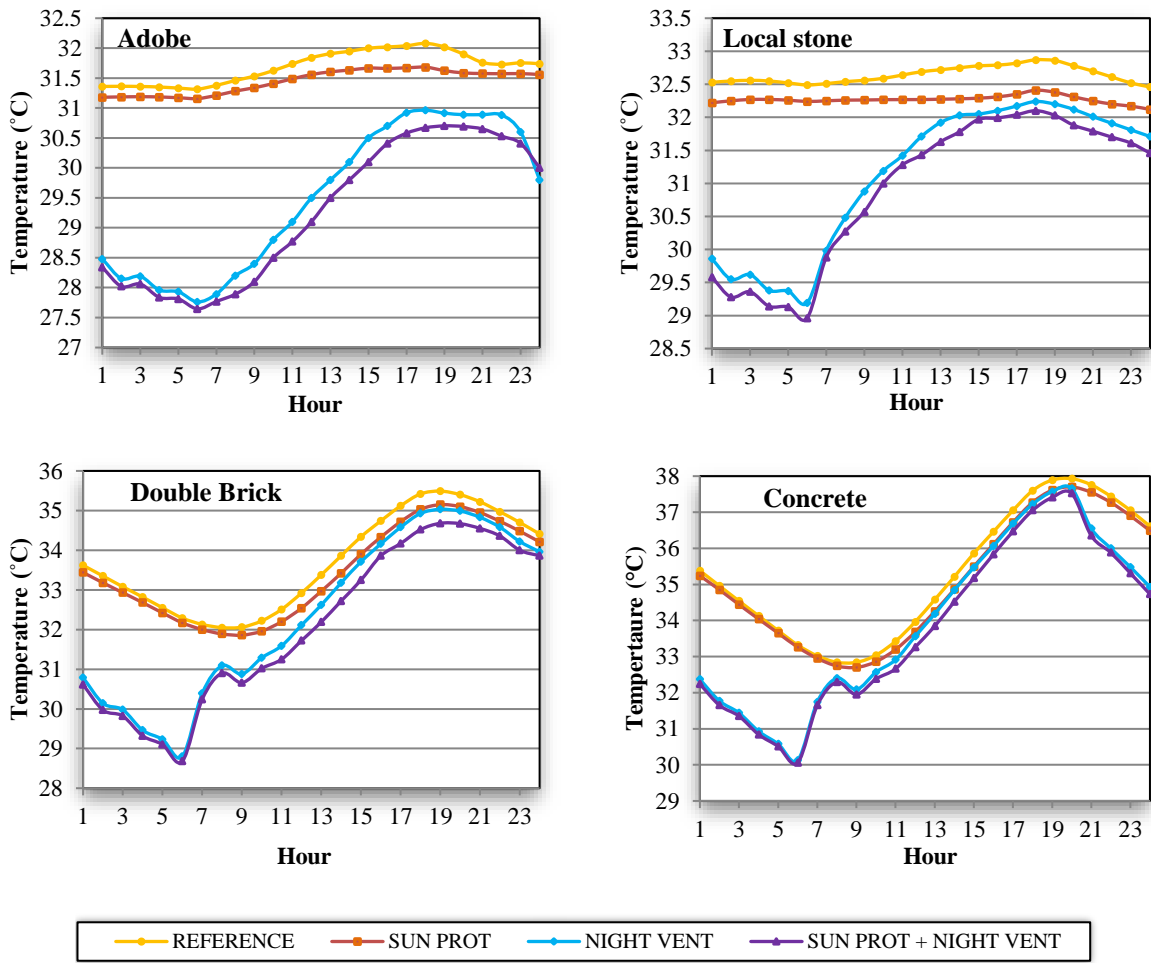 Adobe
Temperature (˚C)
32.5
32
31.5
31
30.5
30
29.5
29
28.5
28
27.5
27
1 3 5 7 9 11 13 15 17 19 21 23
Hour
Local stone
Temperature (˚C)
33.5
33
32.5
32
31.5
31
30.5
30
29.5
29
28.5
1 3 5 7 9 11 13 15 17 19 21 23
Hour
Double Brick
Temperature (˚C)
36
35
34
33
32
31
30
29
28
1 3 5 7 9 11 13 15 17 19 21 23
Hour
Concrete
Tempertaure (°C)
38
37
36
35
34
33
32
31
30
29
1 3 5 7 9 11 13 15 17 19 21 23
Hour
REFERENCE SUN PROT NIGHT VENT SUN PROT + NIGHT VENT